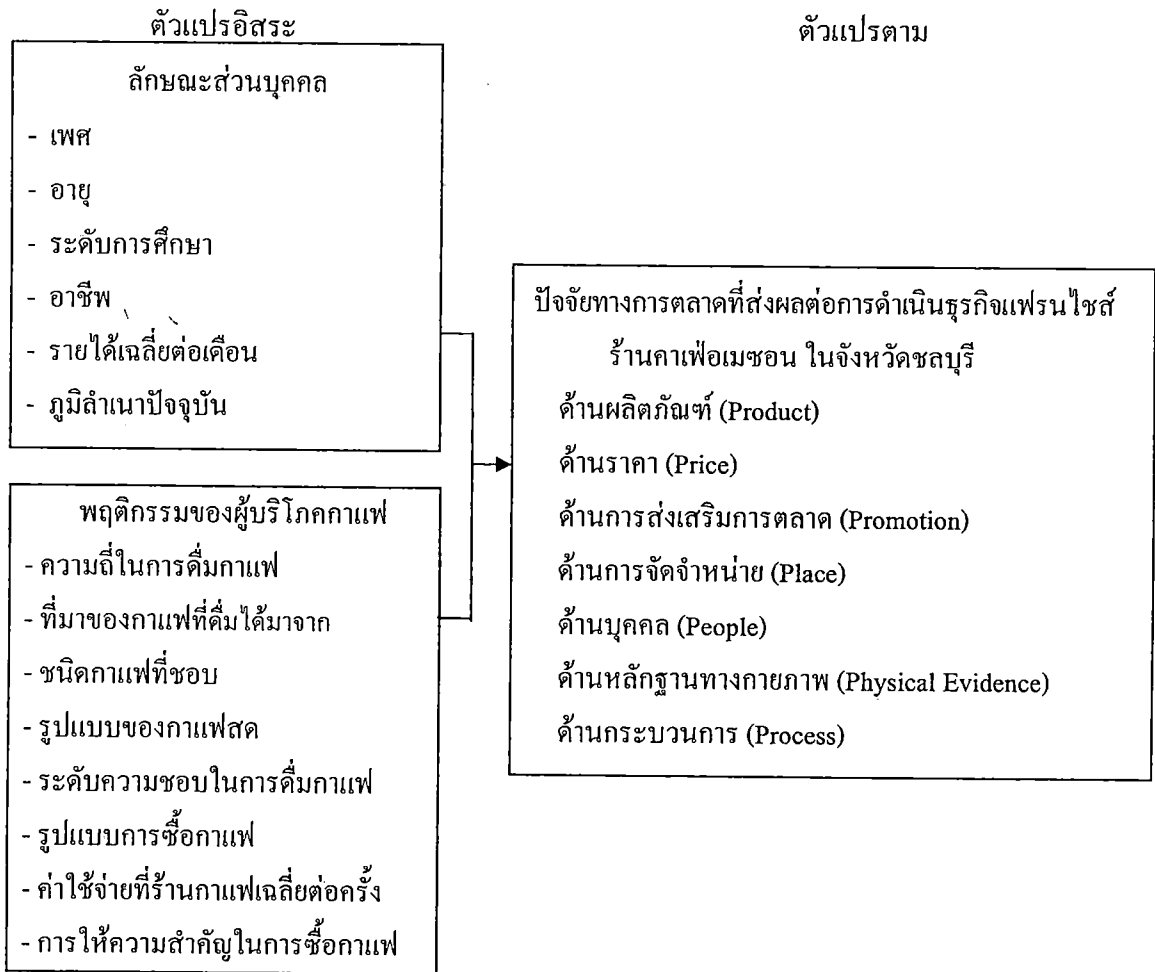 ตัวแปรอิสระ
ตัวแปรตาม
ลักษณะส่วนบุคคล
- เพศ
- อายุ
- ระดับการศึกษา
- อาชีพ
- รายได้เฉลี่ยต่อเดือน
- ภูมิลำเนาปัจจุบัน
พฤติกรรมของผู้บริโภคกาแฟ
- ความถี่ในการดื่มกาแฟ
- ที่มาของกาแฟที่ดื่มได้มาจาก
- ชนิดกาแฟที่ชอบ
- รูปแบบของกาแฟสด
- ระดับความชอบในการดื่มกาแฟ
- รูปแบบการซื้อกาแฟ
- ค่าใช้จ่ายที่ร้านกาแฟเฉลี่ยต่อครั้ง
- การให้ความสำคัญในการซื้อกาแฟ
ปัจจัยทางการตลาดที่ส่งผลต่อการดำเนินธุรกิจแฟรนไชส์
ร้านคาเฟ่อเมซอน ในจังหวัดชลบุรี
ด้านผลิตภัณฑ์ (Product)
ด้านราคา (Price)
ด้านการส่งเสริมการตลาด (Promotion)
ด้านการจัดจำหน่าย (Place)
ด้านบุคคล (People)
ด้านหลักฐานทางกายภาพ (Physical Evidence)
ด้านกระบวนการ (Process)